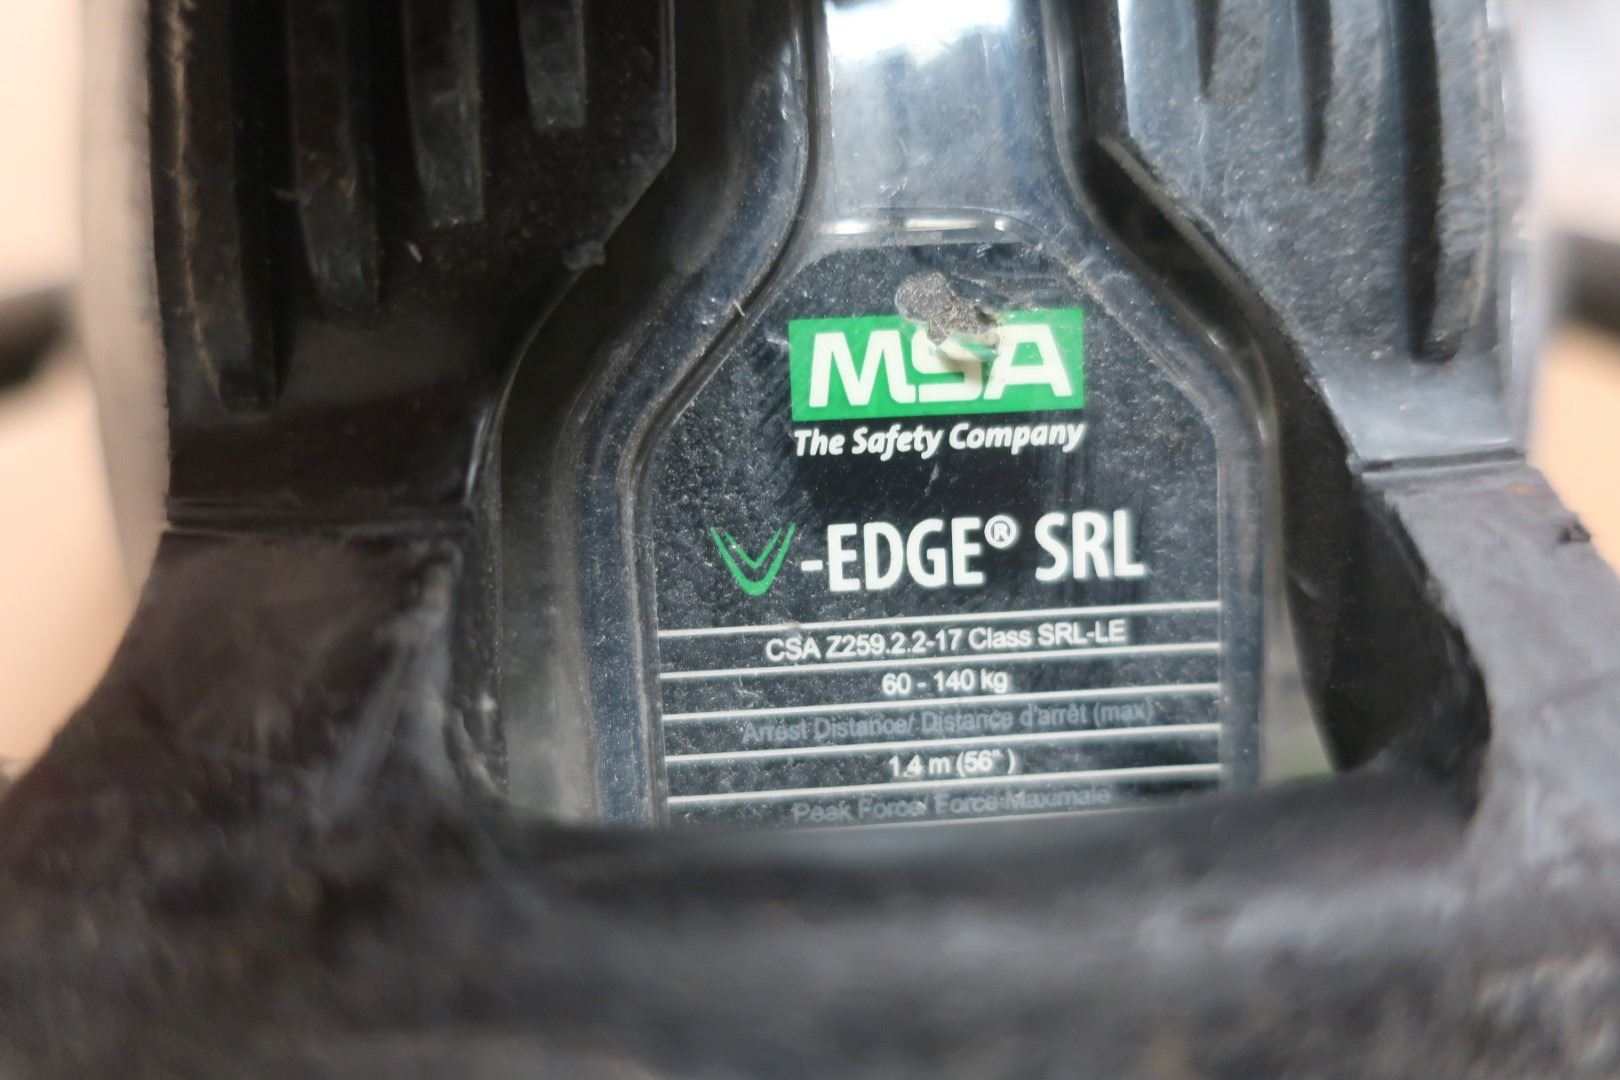 MSA
The Safety Company
V-EDGE® SRL
CSA Z259.2.2-17 Class SRL-LE
60 - 140 kg
Arrest Distance/ Distance d'arrêt (max)
1.4 m (56" )
Peak Force/ Force Maximale